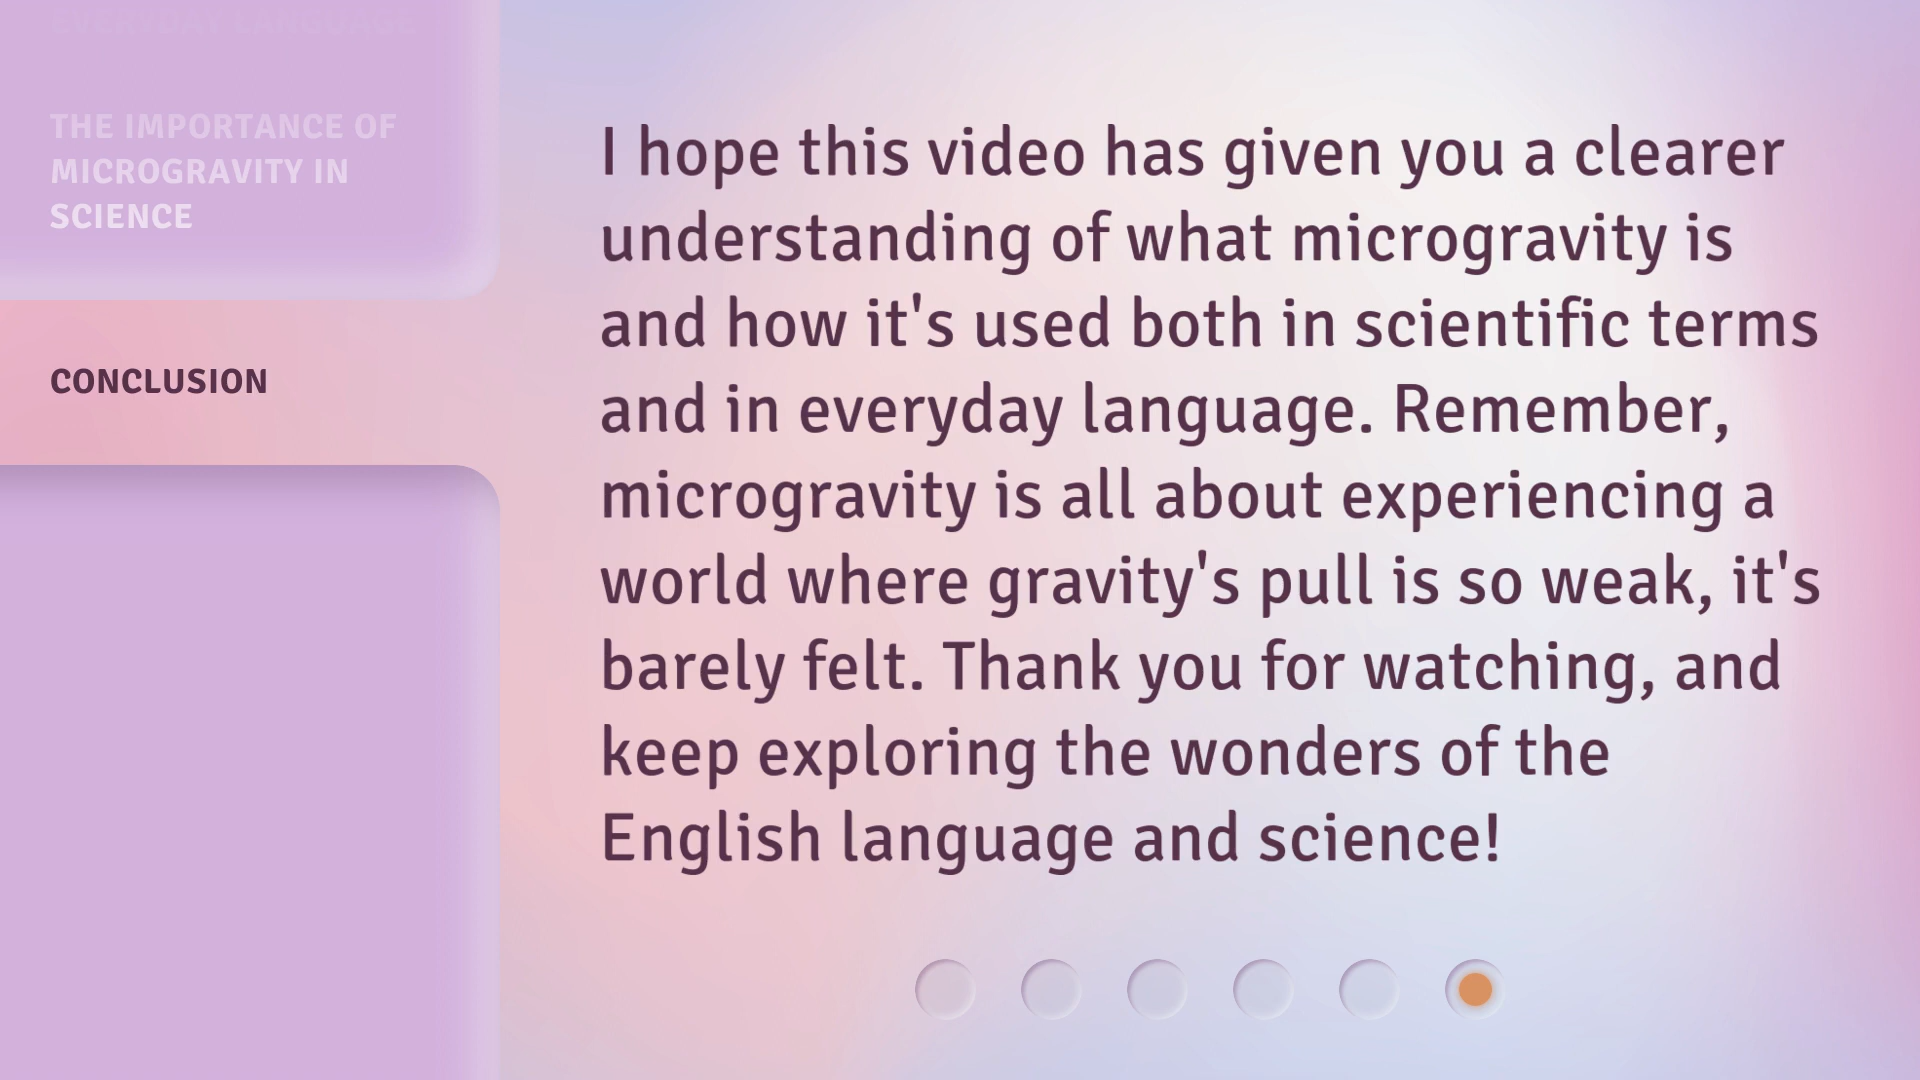 EVERYDAY LANGUAGE
THE IMPORTANCE OF
MICROGRAVITY IN
SCIENCE
CONCLUSION
I hope this video has given you a clearer
understanding of what microgravity is
and how it's used both in scientific terms
and in everyday language. Remember,
microgravity is all about experiencing a
world where gravity's pull is so weak, it's
barely felt. Thank you for watching, and
keep exploring the wonders of the
English language and science!